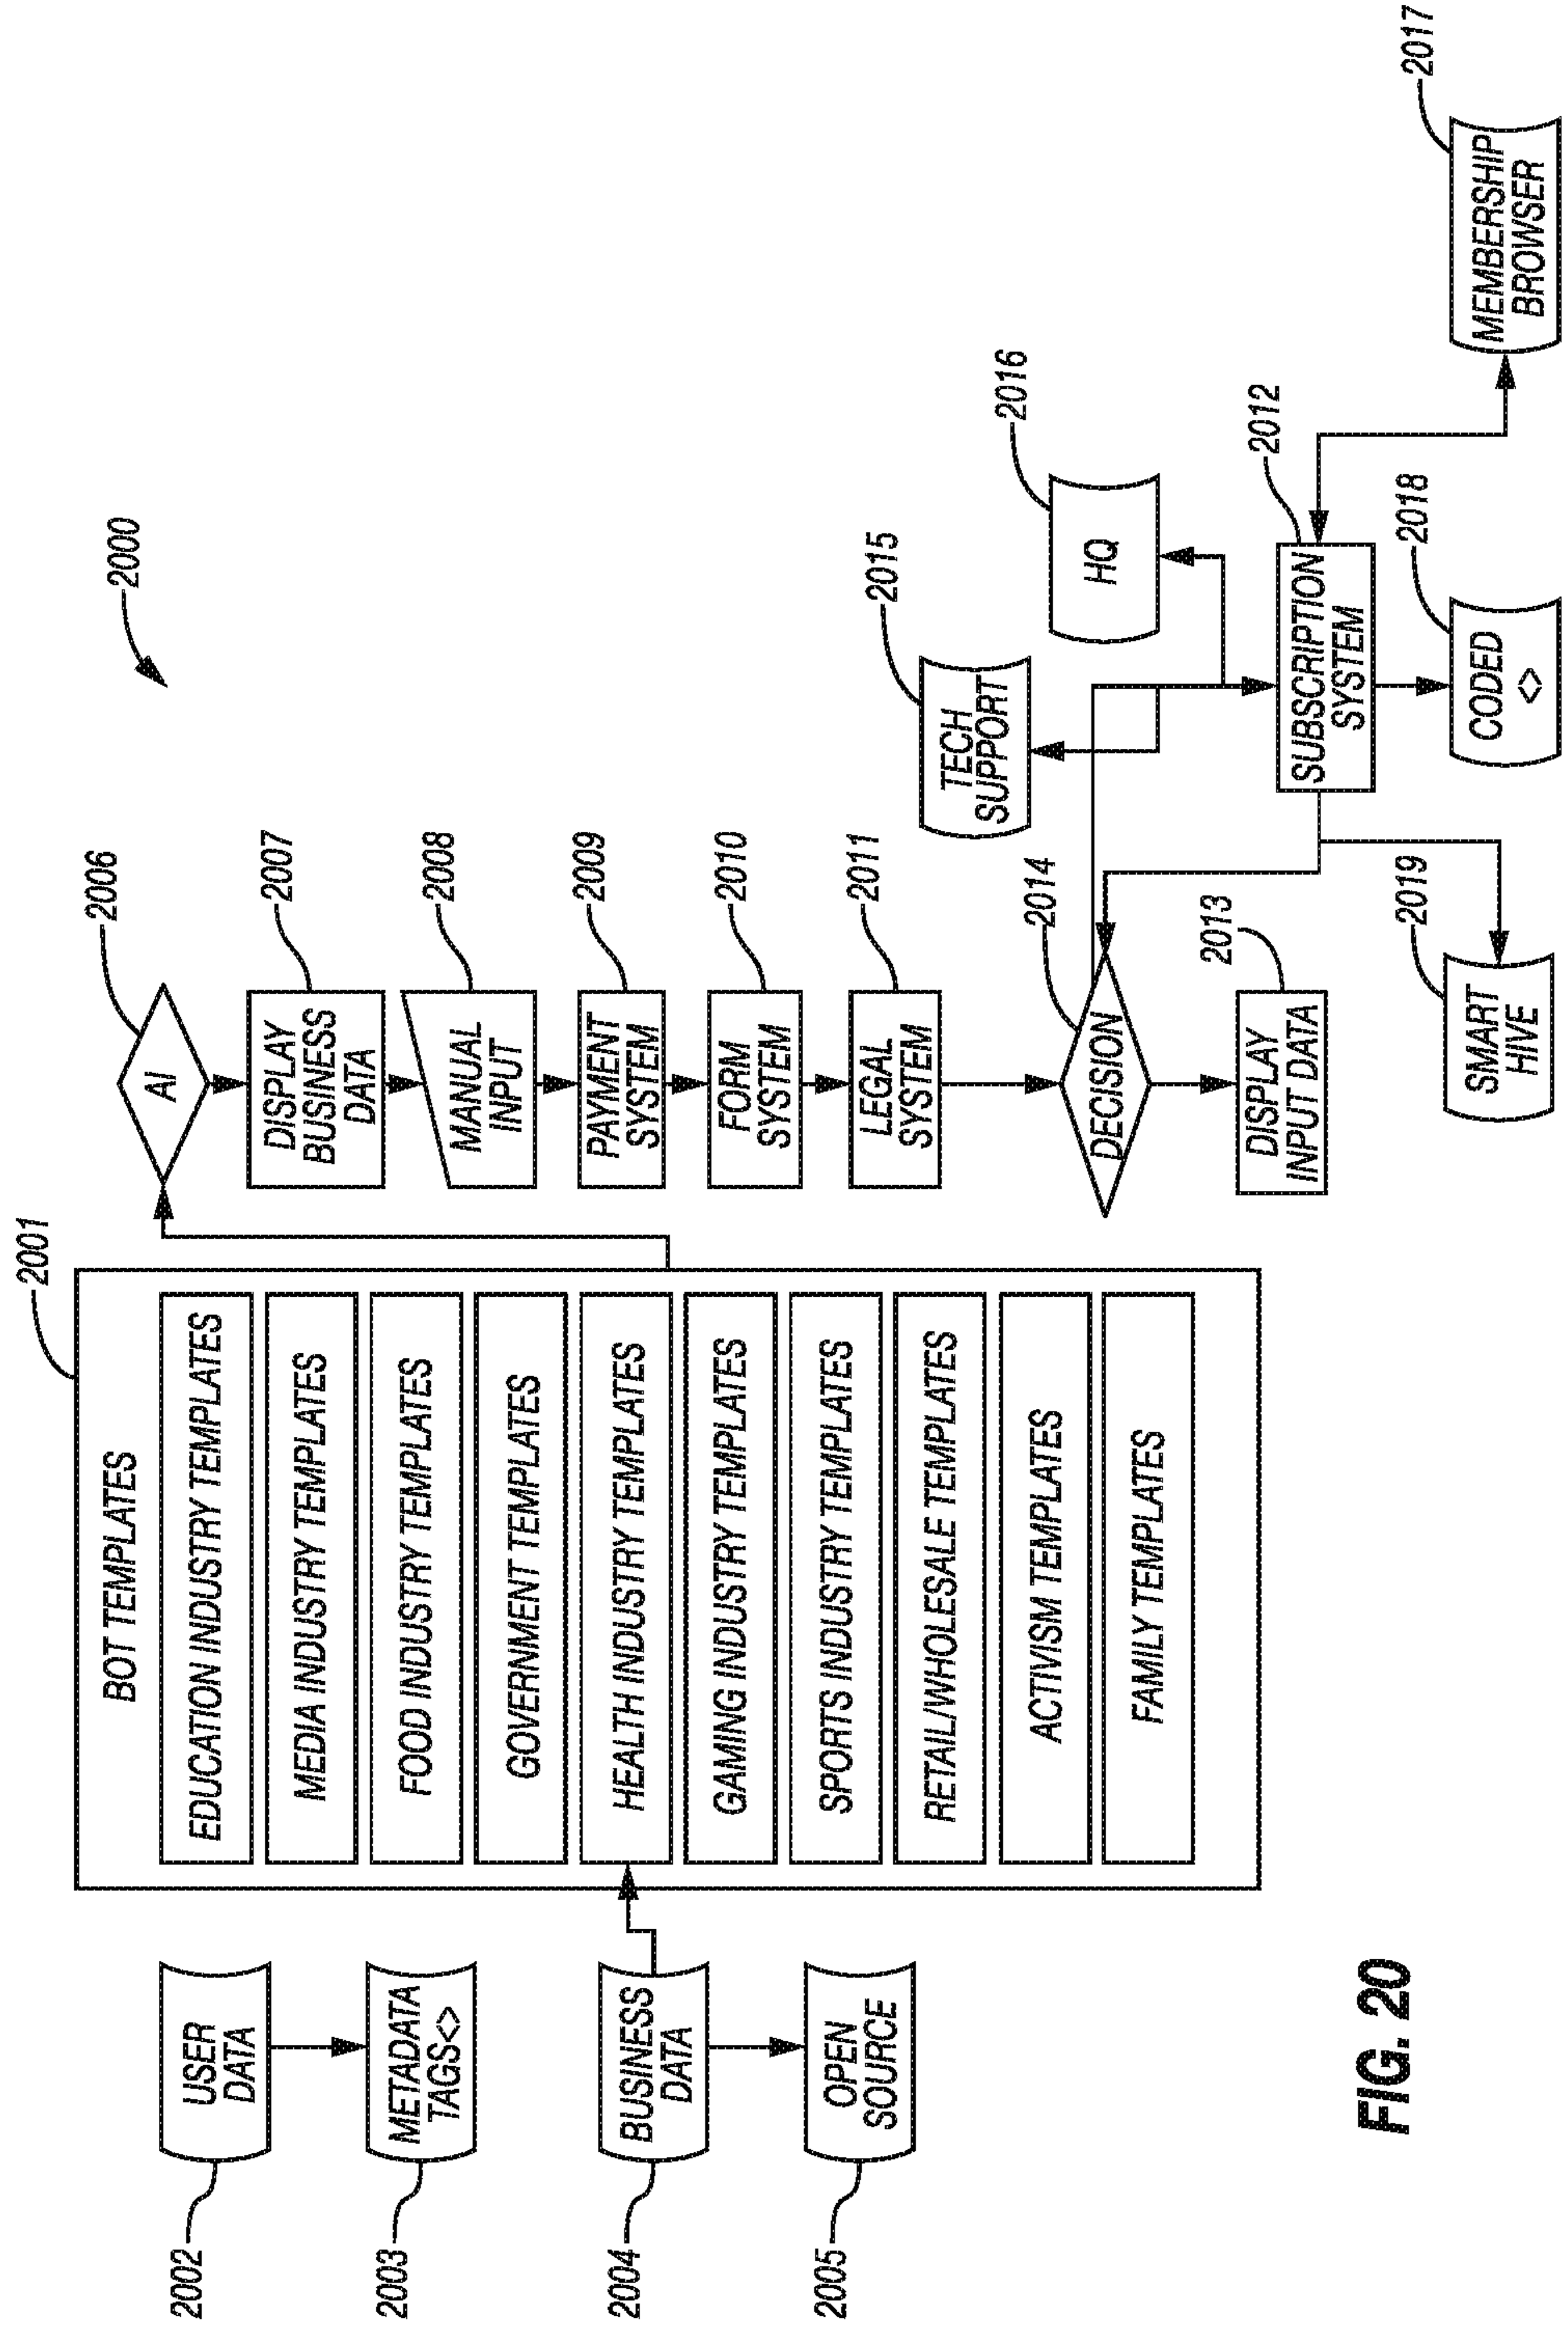 2000
2001
BOT TEMPLATES
EDUCATION INDUSTRY TEMPLATES
MEDIA INDUSTRY TEMPLATES
FOOD INDUSTRY TEMPLATES
GOVERNMENT TEMPLATES
HEALTH INDUSTRY TEMPLATES
GAMING INDUSTRY TEMPLATES
SPORTS INDUSTRY TEMPLATES
RETAIL/WHOLESALE TEMPLATES
ACTIVISM TEMPLATES
FAMILY TEMPLATES
2002
USER
DATA
2003
METADATA
TAGS<>
2004
BUSINESS
DATA
2005
OPEN
SOURCE
2006
AI
2007
DISPLAY
BUSINESS
DATA
2008
MANUAL
INPUT
2009
PAYMENT
SYSTEM
2010
FORM
SYSTEM
2011
LEGAL
SYSTEM
2014
DECISION
2013
DISPLAY
INPUT DATA
2015
TECH
SUPPORT
2016
HQ
2012
SUBSCRIPTION
SYSTEM
2017
MEMBERSHIP
BROWSER
2018
CODED
<>
2019
SMART
HIVE
FIG. 20